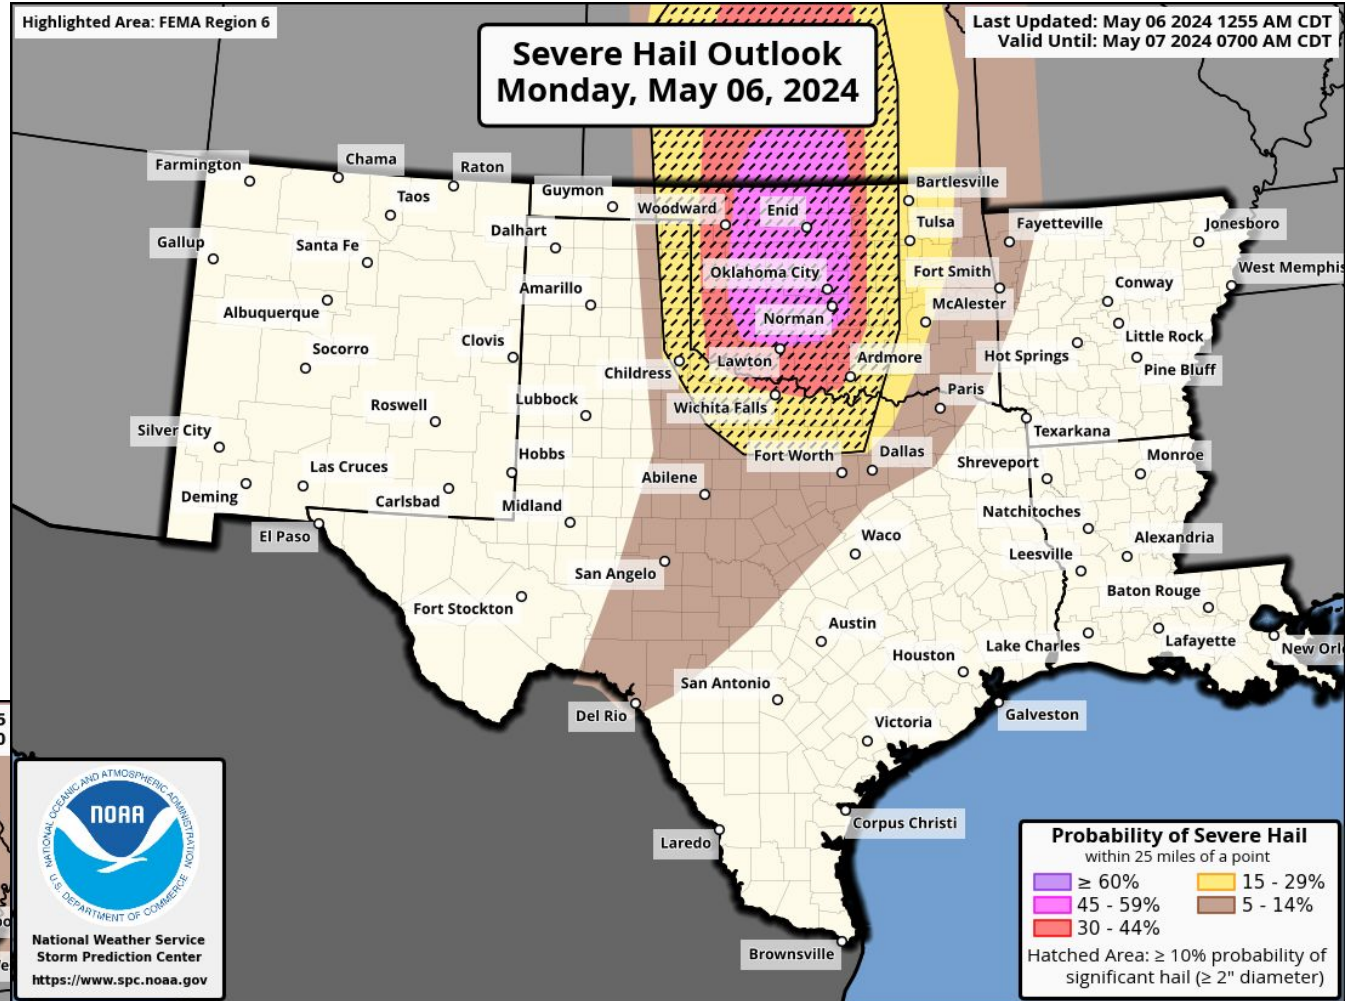 Highlighted Area: FEMA Region 6
Severe Hail Outlook
Monday, May 06, 2024
Last Updated: May 06 2024 1255 AM CDT
Valid Until: May 07 2024 0700 AM CDT
Farmington
Chama
Raton
Taos
Guymon
Woodward
Enid
Bartlesville
Tulsa
Fayetteville
Jonesboro
Gallup
Santa Fe
Dalhart
Oklahoma City
Fort Smith
West Memphis
Amarillo
Conway
Albuquerque
Norman
McAlester
Little Rock
Socorro
Clovis
Lawton
Ardmore
Hot Springs
Pine Bluff
Childress
Paris
Roswell
Lubbock
Wichita Falls
Texarkana
Silver City
Hobbs
Fort Worth
Dallas
Shreveport
Monroe
Las Cruces
Abilene
Deming
Carlsbad
Midland
Natchitoches
El Paso
Waco
Alexandria
Leesville
San Angelo
Baton Rouge
Fort Stockton
Austin
Lake Charles
Lafayette
New Orl
Houston
San Antonio
Del Rio
Victoria
Galveston
Corpus Christi
Laredo
Brownsville
5
0
NATIONAL OCEANIC AND ATMOSPHERIC ADMINISTRATION
NOAA
U.S. DEPARTMENT OF COMMERCE
National Weather Service
Storm Prediction Center
https://www.spc.noaa.gov
Probability of Severe Hail
within 25 miles of a point
≥ 60%
15 - 29%
45 - 59%
5 - 14%
30 - 44%
Hatched Area: ≥ 10% probability of
significant hail (≥ 2" diameter)